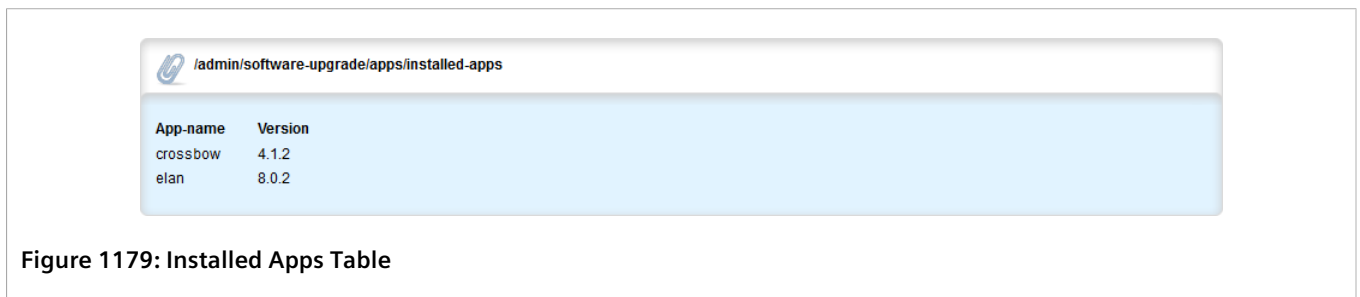 /admin/software-upgrade/apps/installed-apps
App-name Version
crossbow 4.1.2
elan 8.0.2
Figure 1179: Installed Apps Table